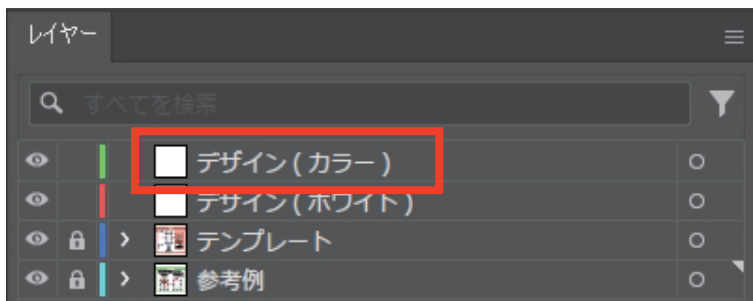 レイヤー
すべてを検索
デザイン ( カラー )
デザイン ( ホワイト )
テンプレート
参考例